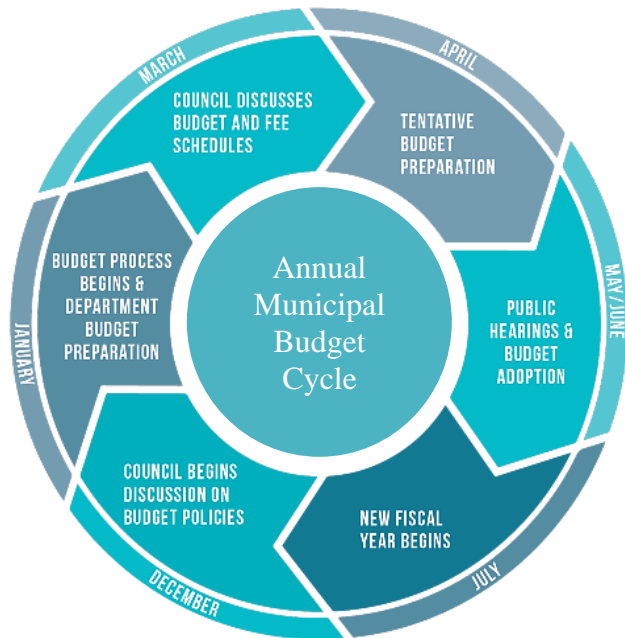 MARCH
COUNCIL DISCUSSES
BUDGET AND FEE
SCHEDULES
APRIL
TENTATIVE
BUDGET
PREPARATION
MAY/JUNE
PUBLIC
HEARINGS &
BUDGET
ADOPTION
JULY
NEW FISCAL
YEAR BEGINS
DECEMBER
COUNCIL BEGINS
DISCUSSION ON
BUDGET POLICIES
JANUARY
BUDGET PROCESS
BEGINS &
DEPARTMENT
BUDGET
PREPARATION
Annual
Municipal
Budget
Cycle